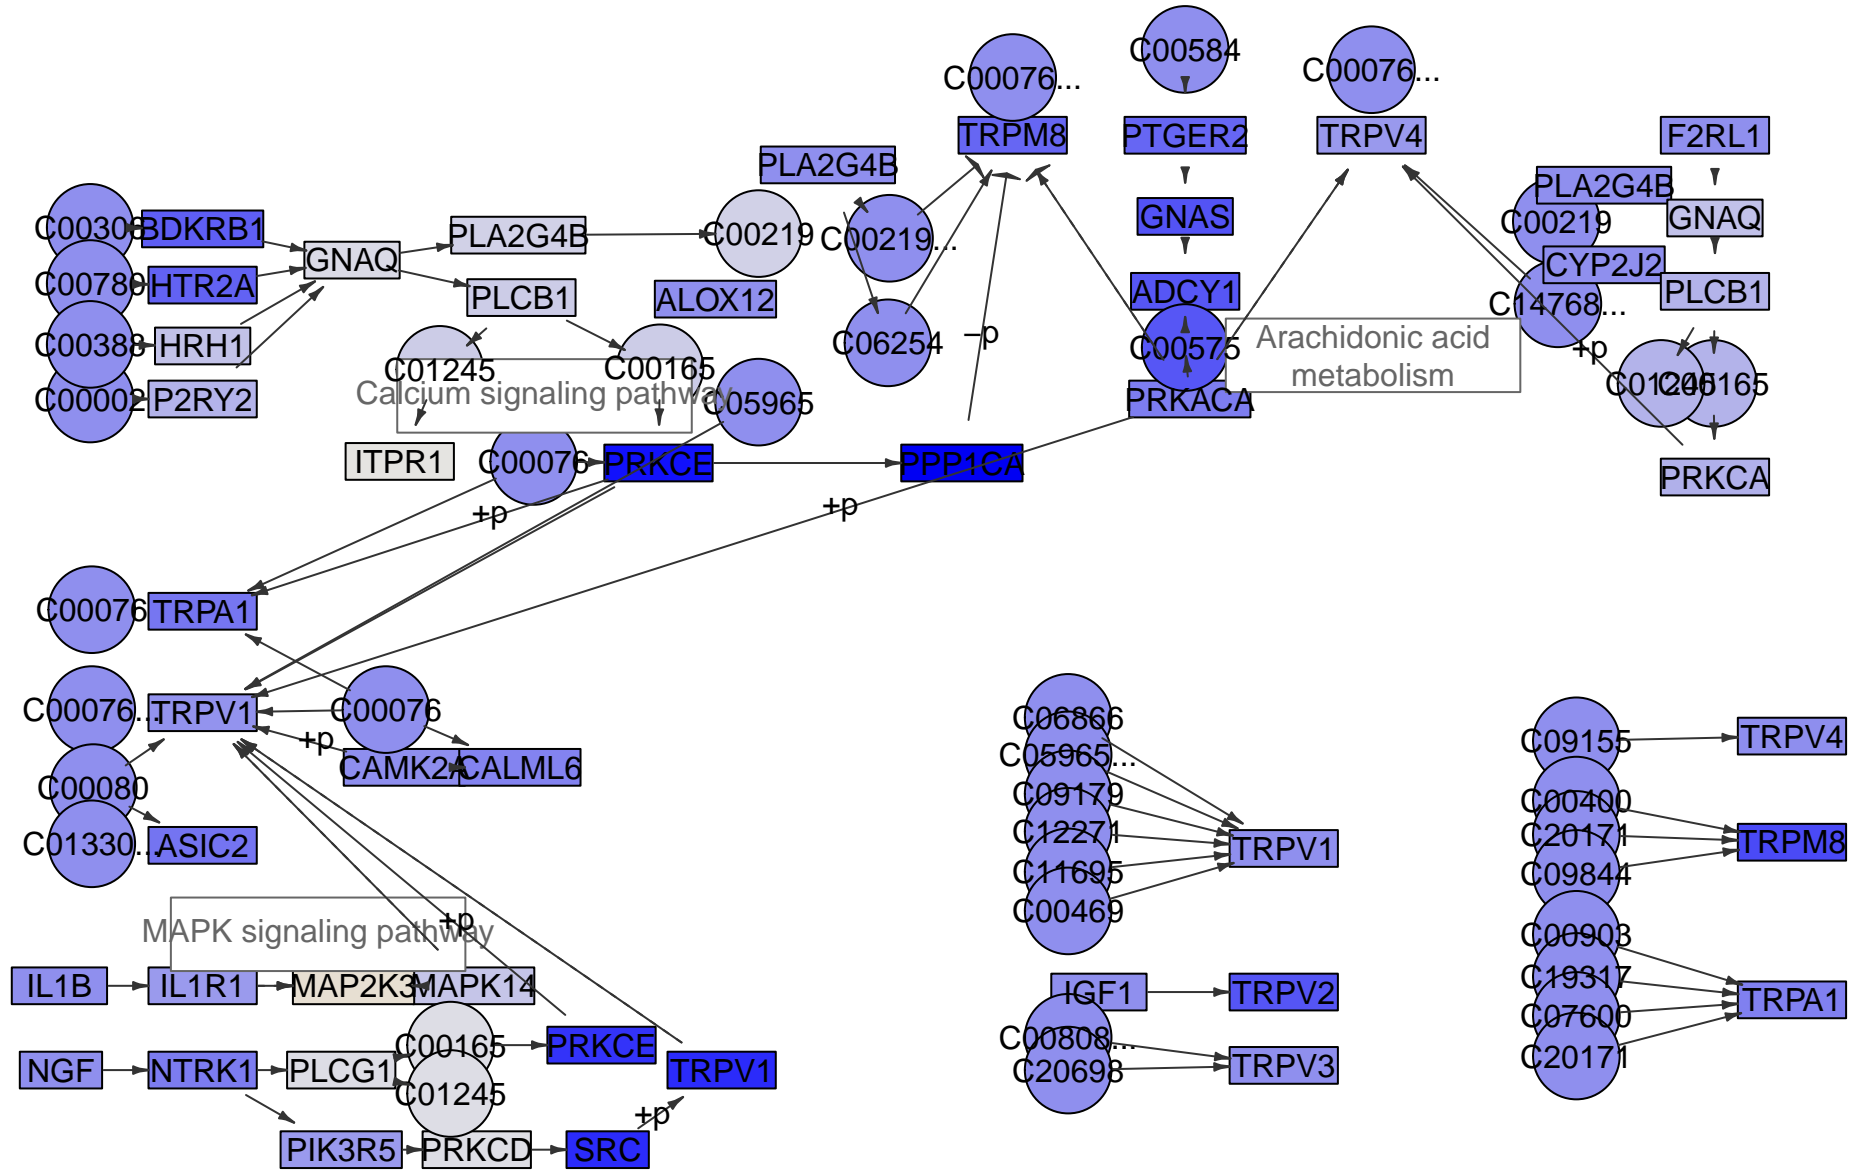 C00584
C00076...
C00076...
TRPM8
PTGER2
TRPV4
F2RL1
PLA2G4B
PLA2G4B
C00219
GNAQ
BDKRB1
GNAS
C00219...
PLA2G4B
C00219
GNAQ
CYP2J2
C00780
HTR2A
PLCB1
ALOX12
ADCY1
C14768...
PLCB1
C00388
HRH1
C01245
C00165
C06254
–p
C00575
Arachidonic acid
metabolism
+p
C01245
C00165
Calcium signaling pathway
C00002
P2RY2
C05965
PRKACA
ITPR1
C00076
PRKCE
PPP1CA
PRKCA
+p
+p
C00076
TRPA1
C00076...
TRPV1
C00076
+p
CAMK2A
CALML6
C00080
C01330...
ASIC2
C06866
C05965...
C09179
C12271
C11695
C00469
TRPV1
C09155
TRPV4
C00400
C20171
C09844
TRPM8
MAPK signaling pathway
+p
IL1B
IL1R1
MAP2K3
MAPK14
IGF1
TRPV2
C00903
C19317
C07600
C20171
TRPA1
C00165
PRKCE
C00808...
C20698
TRPV3
NGF
NTRK1
PLCG1
C01245
TRPV1
+p
PIK3R5
PRKCD
SRC